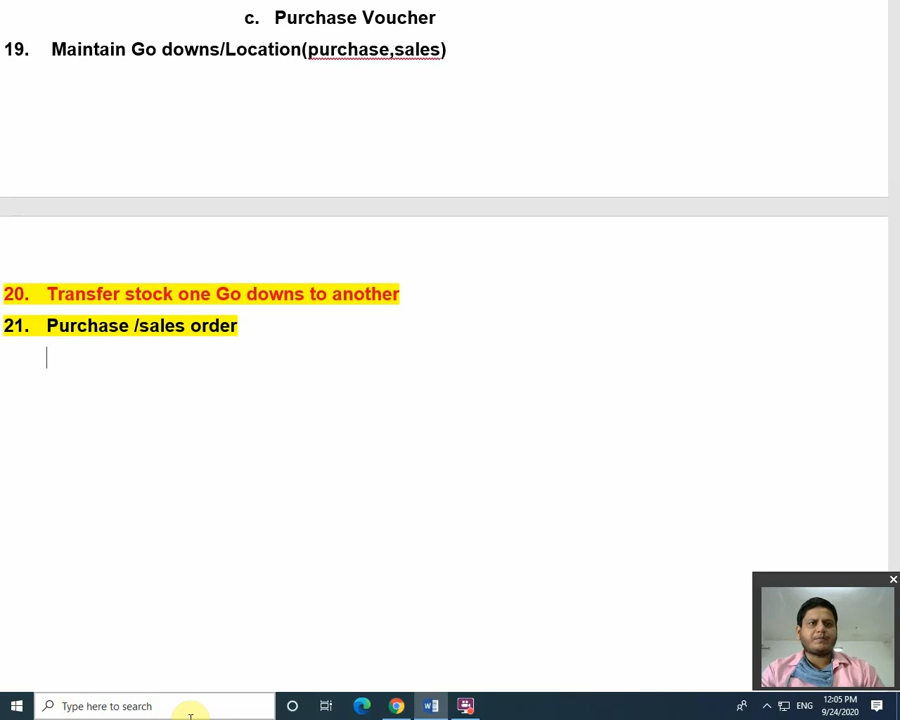 c. Purchase Voucher
19. Maintain Go downs/Location(purchase,sales)
20. Transfer stock one Go downs to another
21. Purchase /sales order
Type here to search
ENG
12:05 PM
9/24/2020